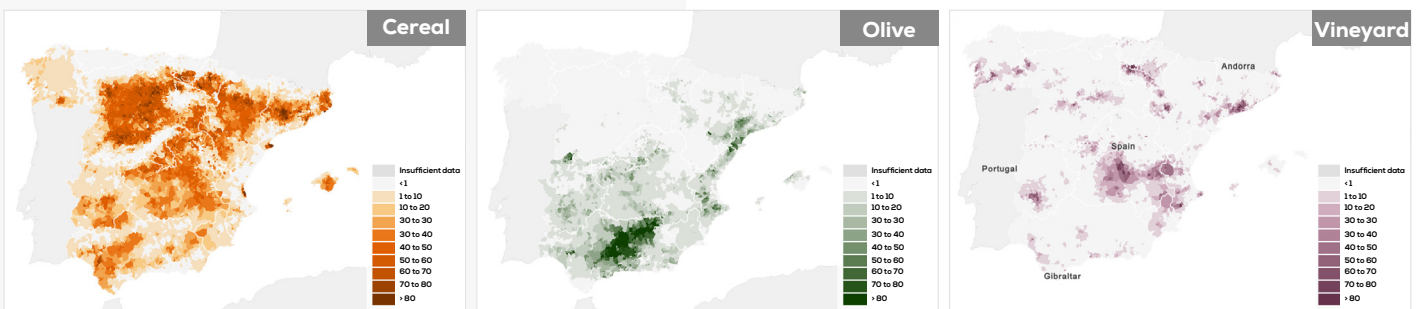 Cereal
Insufficient data
< 1
1 to 10
10 to 20
30 to 30
30 to 40
40 to 50
50 to 60
60 to 70
70 to 80
> 80
Olive
Insufficient data
< 1
1 to 10
10 to 20
30 to 30
30 to 40
40 to 50
50 to 60
60 to 70
70 to 80
> 80
Vineyard
Andorra
Spain
Portugal
Gibraltar
Insufficient data
< 1
1 to 10
10 to 20
30 to 30
30 to 40
40 to 50
50 to 60
60 to 70
70 to 80
> 80